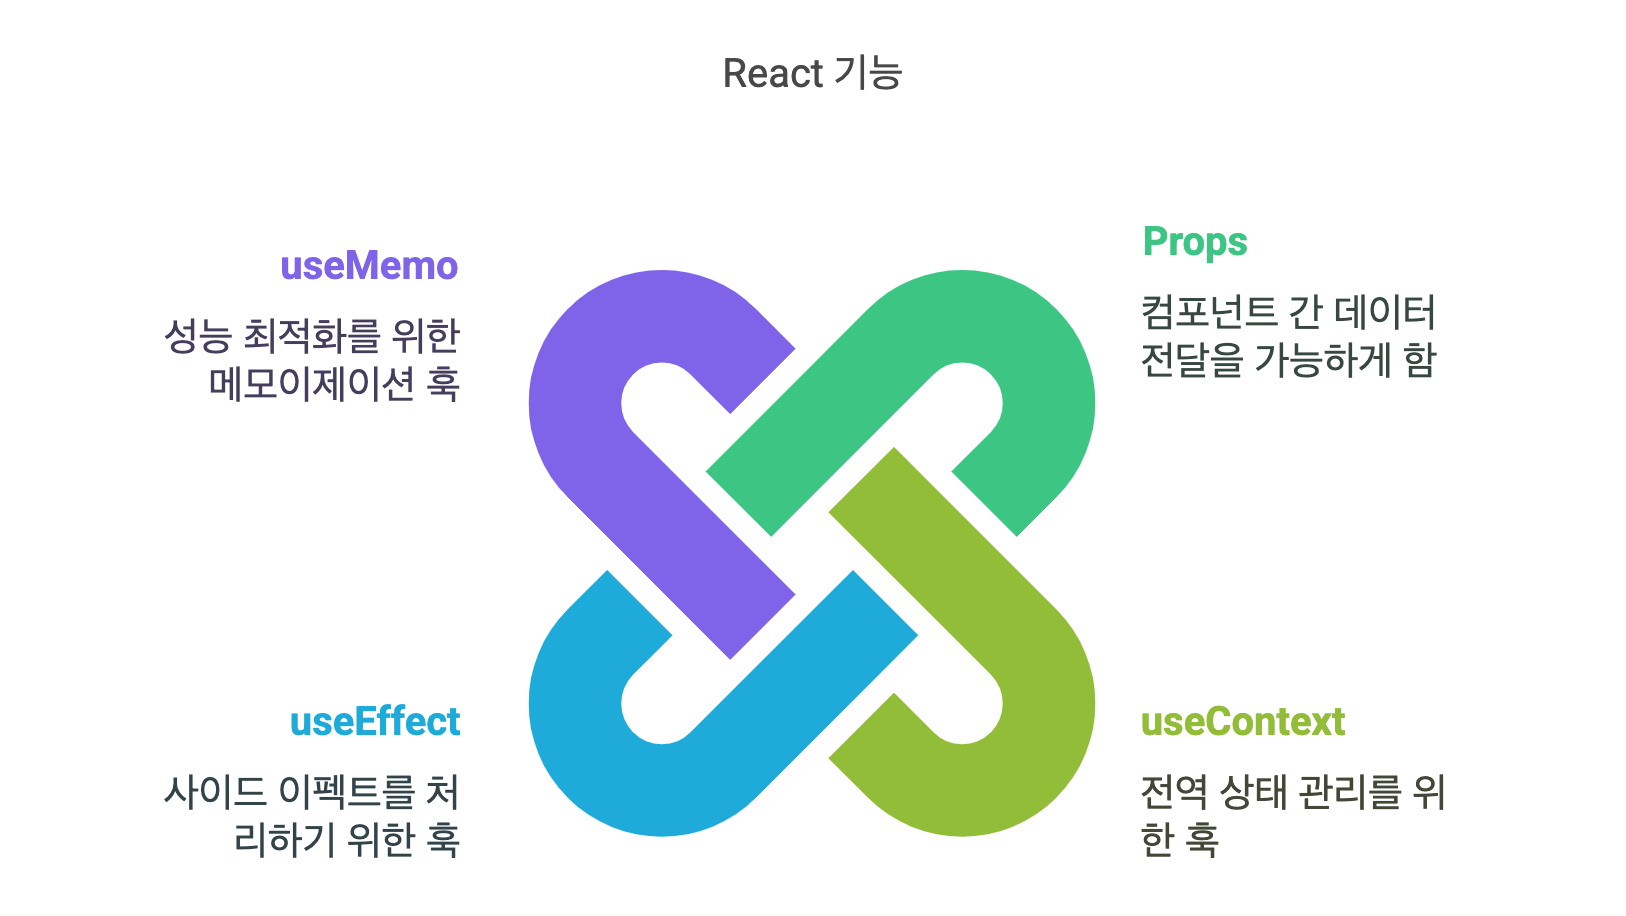 React 기능
useMemo
성능 최적화를 위한
메모이제이션 훅
Props
컴포넌트 간 데이터
전달을 가능하게 함
useEffect
사이드 이펙트를 처
리하기 위한 훅
useContext
전역 상태 관리를 위
한 훅